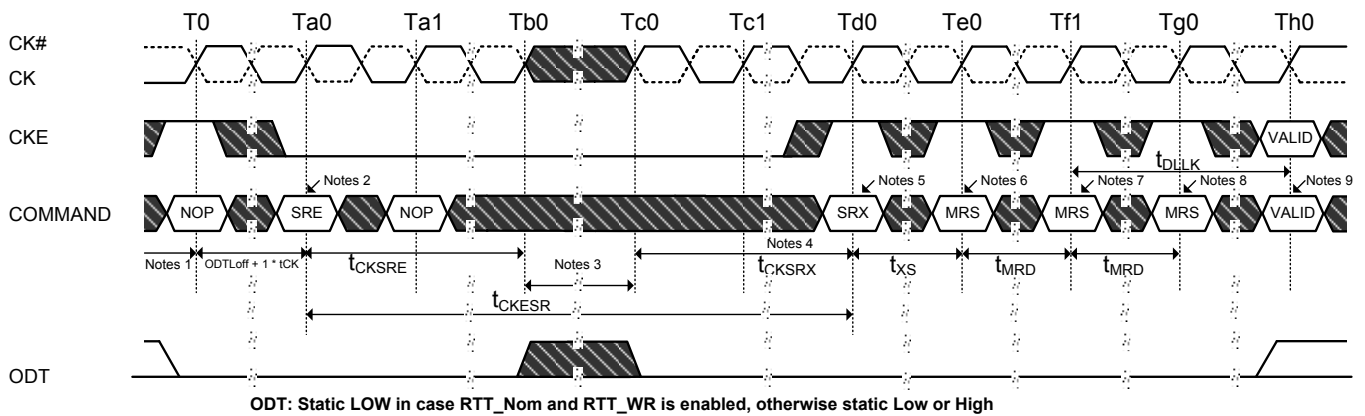 T0 Ta0 Ta1 Tb0 Tc0 Tc1 Td0 Te0 Tf1 Tg0 Th0
CK#
CK
CKE
VALID
tDLLK
Notes 2 Notes 5 Notes 6 Notes 7 Notes 8 Notes 9
COMMAND NOP SRE NOP SRX MRS MRS MRS VALID
Notes 1 ODTLoff + 1 * tCK tCKSRE Notes 3 Notes 4 tCKSRX tXS tMRD tMRD
tCKESR
ODT
ODT: Static LOW in case RTT_Nom and RTT_WR is enabled, otherwise static Low or High